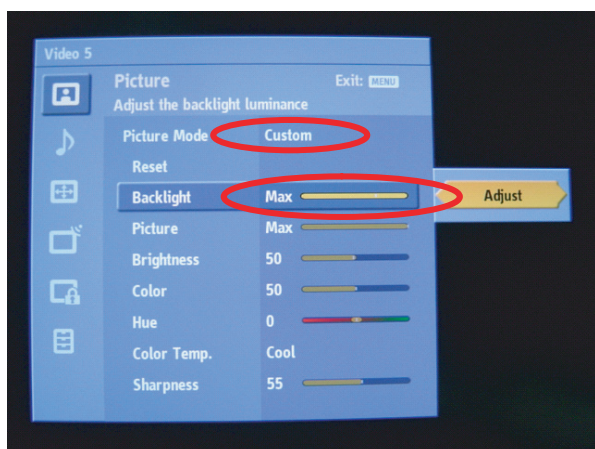 Video 5
Picture Exit: MENU
Adjust the backlight luminance
Picture Mode Custom
Reset
Backlight Max Adjust
Picture Max
Brightness 50
Color 50
Hue 0
Color Temp. Cool
Sharpness 55